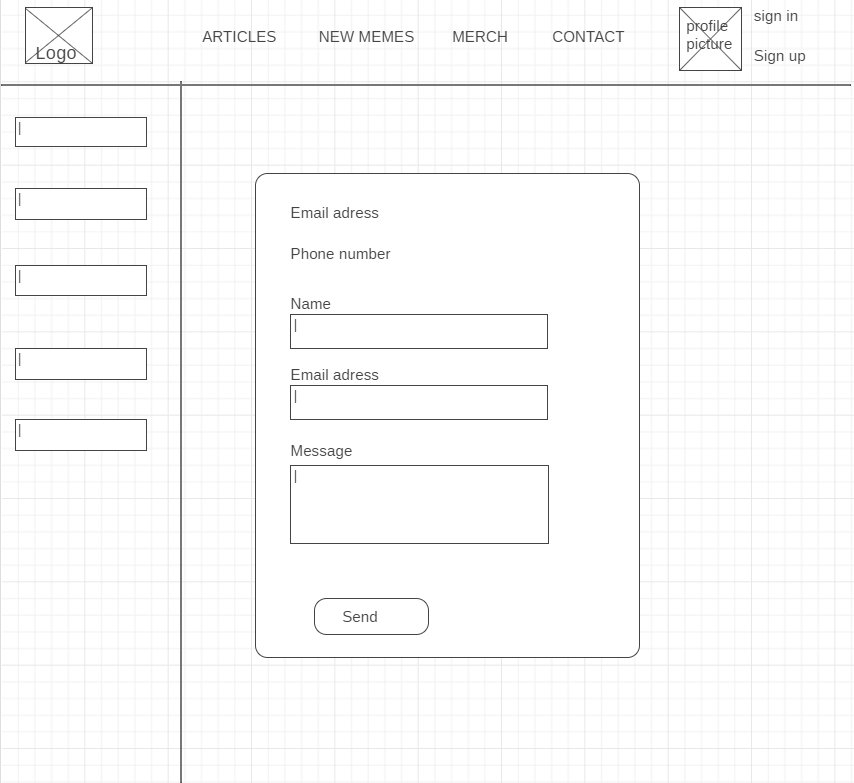 Logo
ARTICLES
NEW MEMES
MERCH
CONTACT
profile
picture
sign in
Sign up
Email adress
Phone number
Name
Email adress
Message
Send